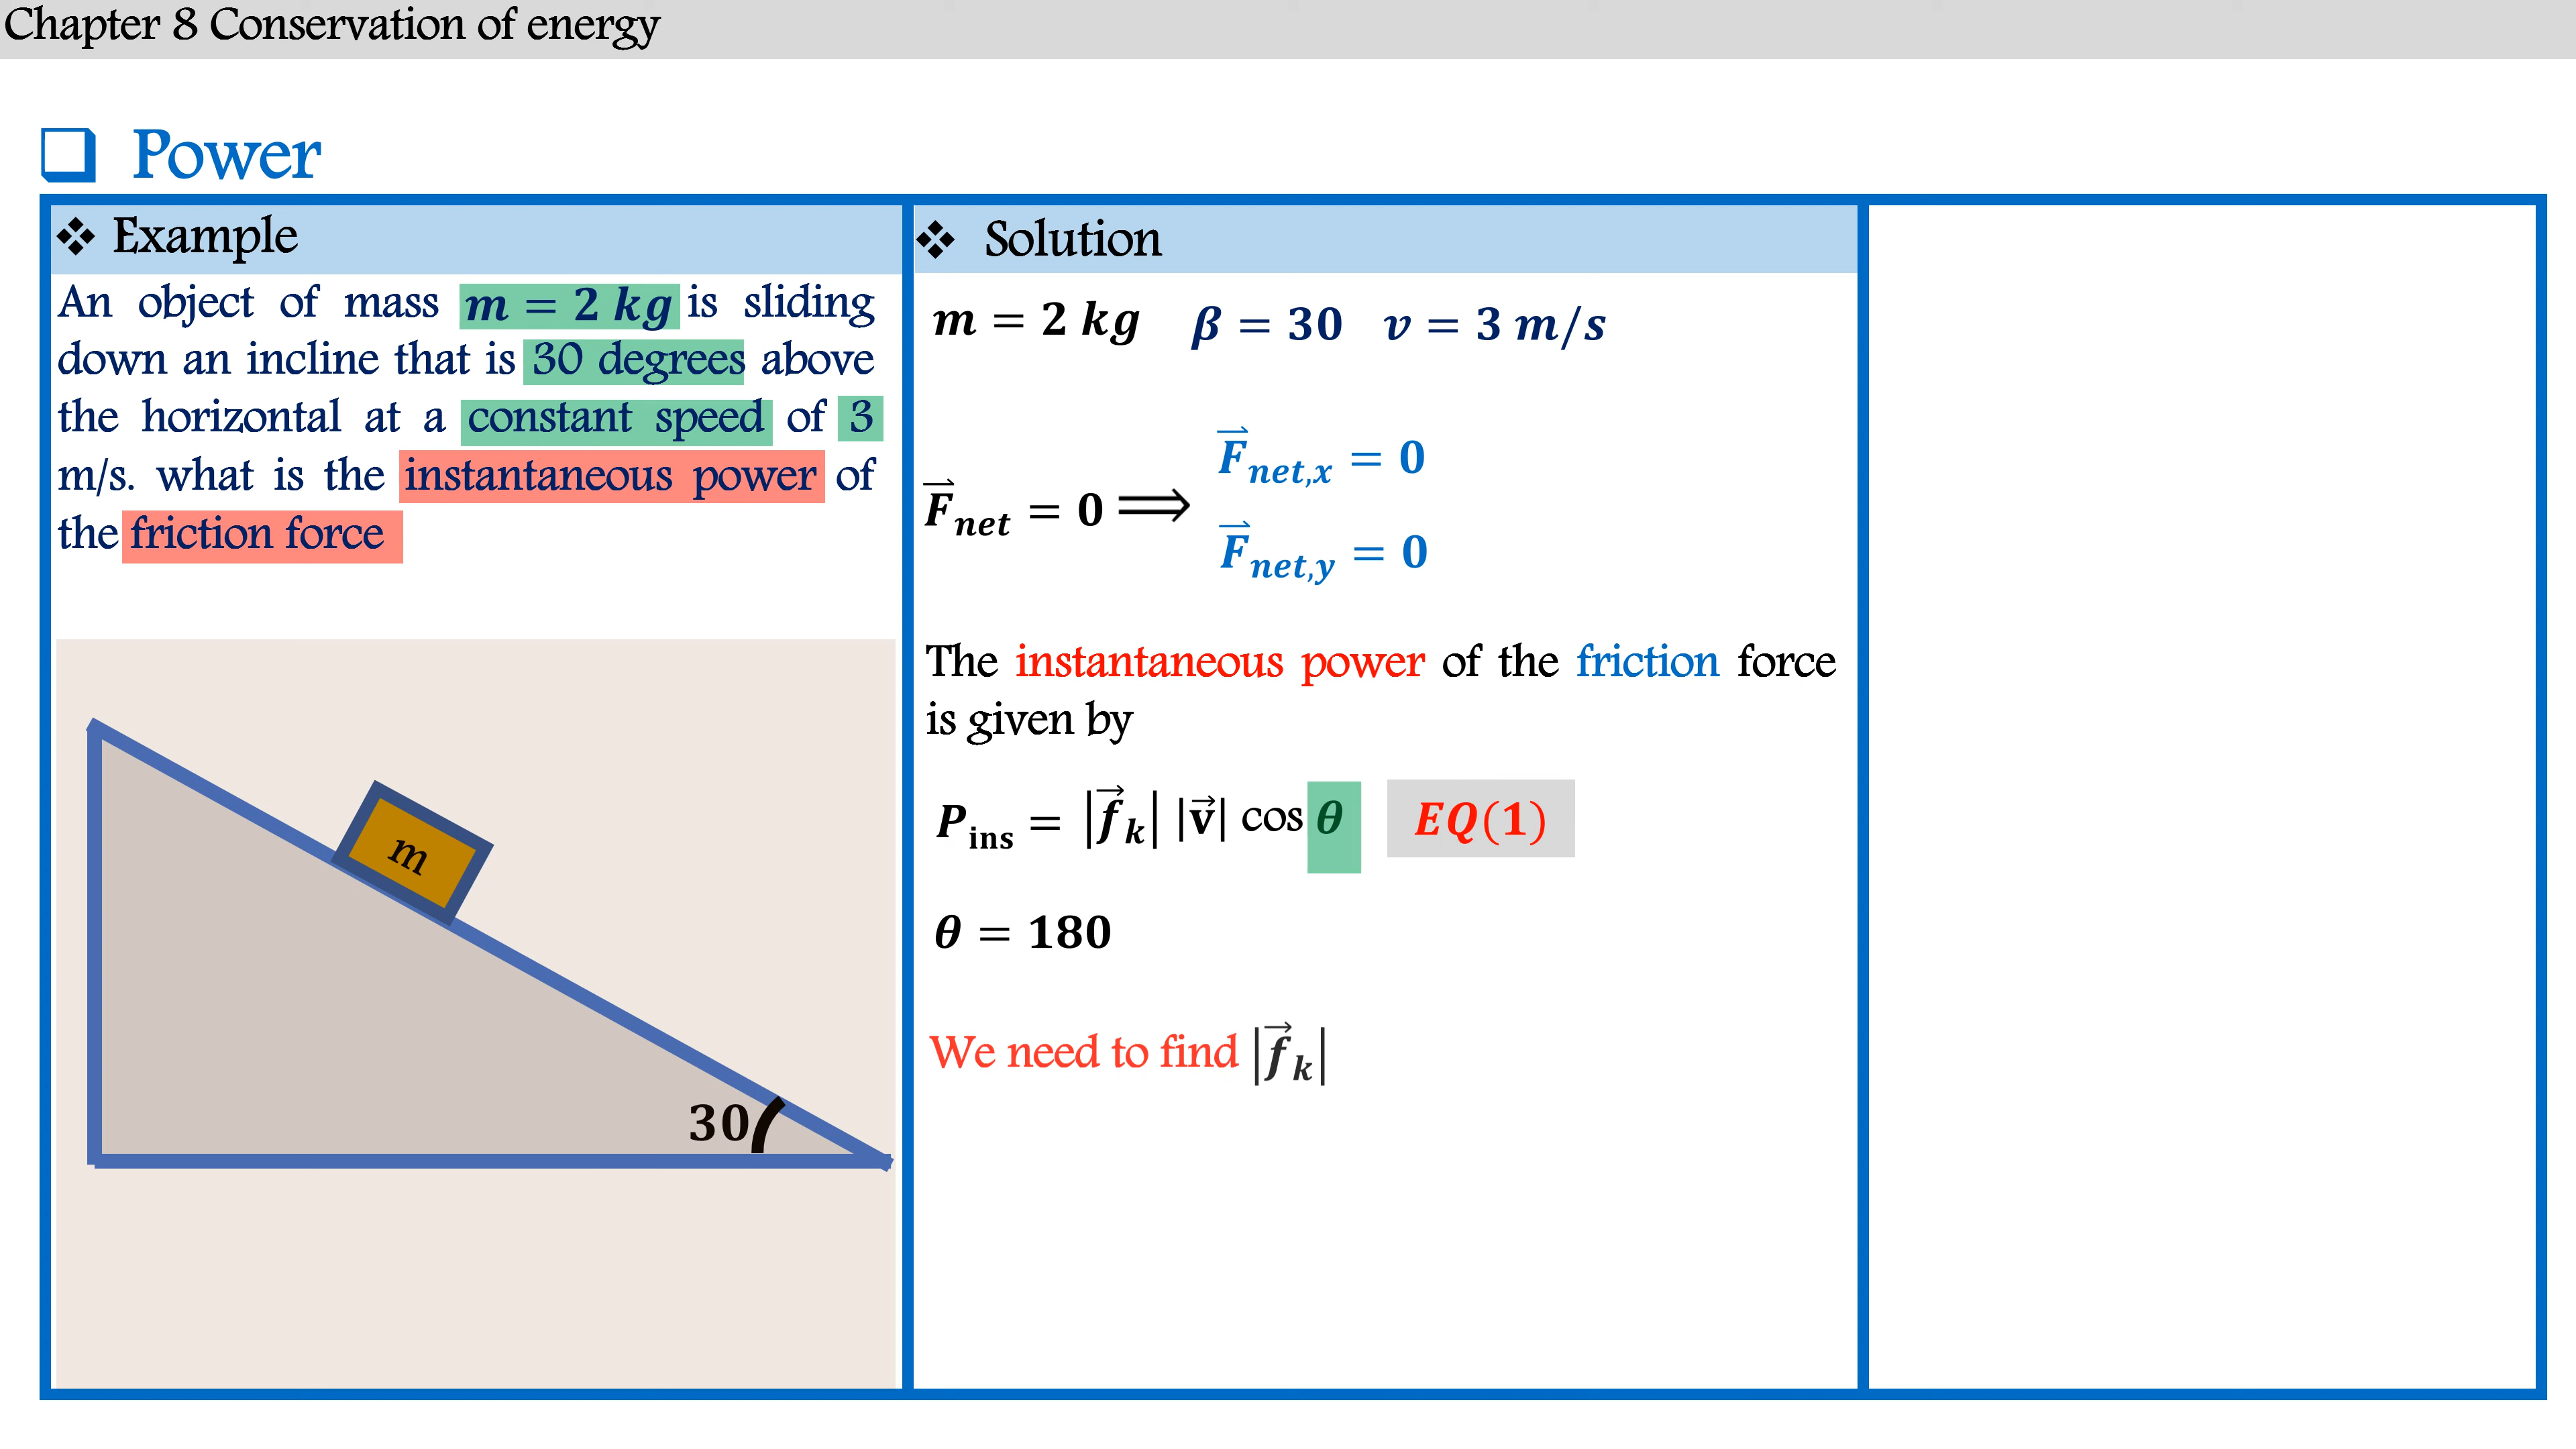 Chapter 8 Conservation of energy
❑ Power
❖ Example
An object of mass m = 2 kg is sliding
down an incline that is 30 degrees above
the horizontal at a constant speed of 3
m/s. what is the instantaneous power of
the friction force
m
30
❖ Solution
m = 2 kg β = 30 v = 3 m/s
F⃗net = 0 ⟹
F⃗net,x = 0
F⃗net,y = 0
The instantaneous power of the friction force
is given by
Pins = |f⃗k| |v⃗| cos θ EQ(1)
θ = 180
We need to find |f⃗k|